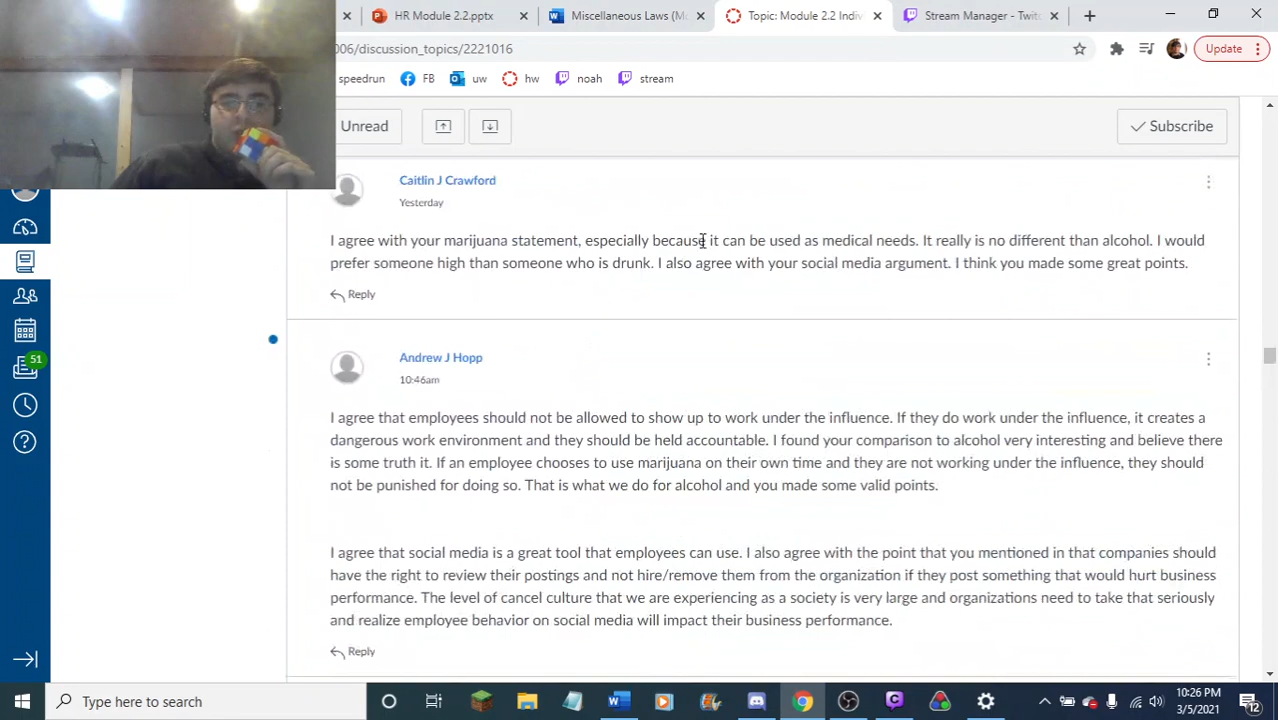 HR Module 2.2.pptx
Miscellaneous Laws (Mo
Topic: Module 2.2 Indiv
Stream Manager - Twitc
006/discussion_topics/2221016
Update
speedrun
FB
uw
hw
noah
stream
Unread
Subscribe
Caitlin J Crawford
Yesterday
I agree with your marijuana statement, especially because it can be used as medical needs. It really is no different than alcohol. I would
prefer someone high than someone who is drunk. I also agree with your social media argument. I think you made some great points.
Reply
51
Andrew J Hopp
10:46am
I agree that employees should not be allowed to show up to work under the influence. If they do work under the influence, it creates a
dangerous work environment and they should be held accountable. I found your comparison to alcohol very interesting and believe there
is some truth it. If an employee chooses to use marijuana on their own time and they are not working under the influence, they should
not be punished for doing so. That is what we do for alcohol and you made some valid points.
I agree that social media is a great tool that employees can use. I also agree with the point that you mentioned in that companies should
have the right to review their postings and not hire/remove them from the organization if they post something that would hurt business
performance. The level of cancel culture that we are experiencing as a society is very large and organizations need to take that seriously
and realize employee behavior on social media will impact their business performance.
Reply
Type here to search
10:26 PM
3/5/2021
12